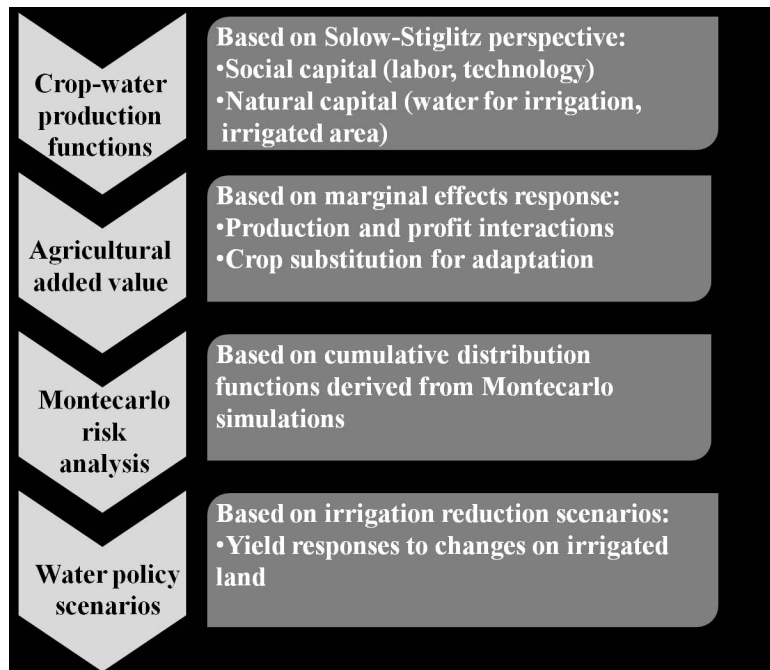 Crop-water
production
functions
Based on Solow-Stiglitz perspective:
•Social capital (labor, technology)
•Natural capital (water for irrigation,
irrigated area)
Agricultural
added value
Based on marginal effects response:
•Production and profit interactions
•Crop substitution for adaptation
Montecarlo
risk
analysis
Based on cumulative distribution
functions derived from Montecarlo
simulations
Water policy
scenarios
Based on irrigation reduction scenarios:
•Yield responses to changes on irrigated
land